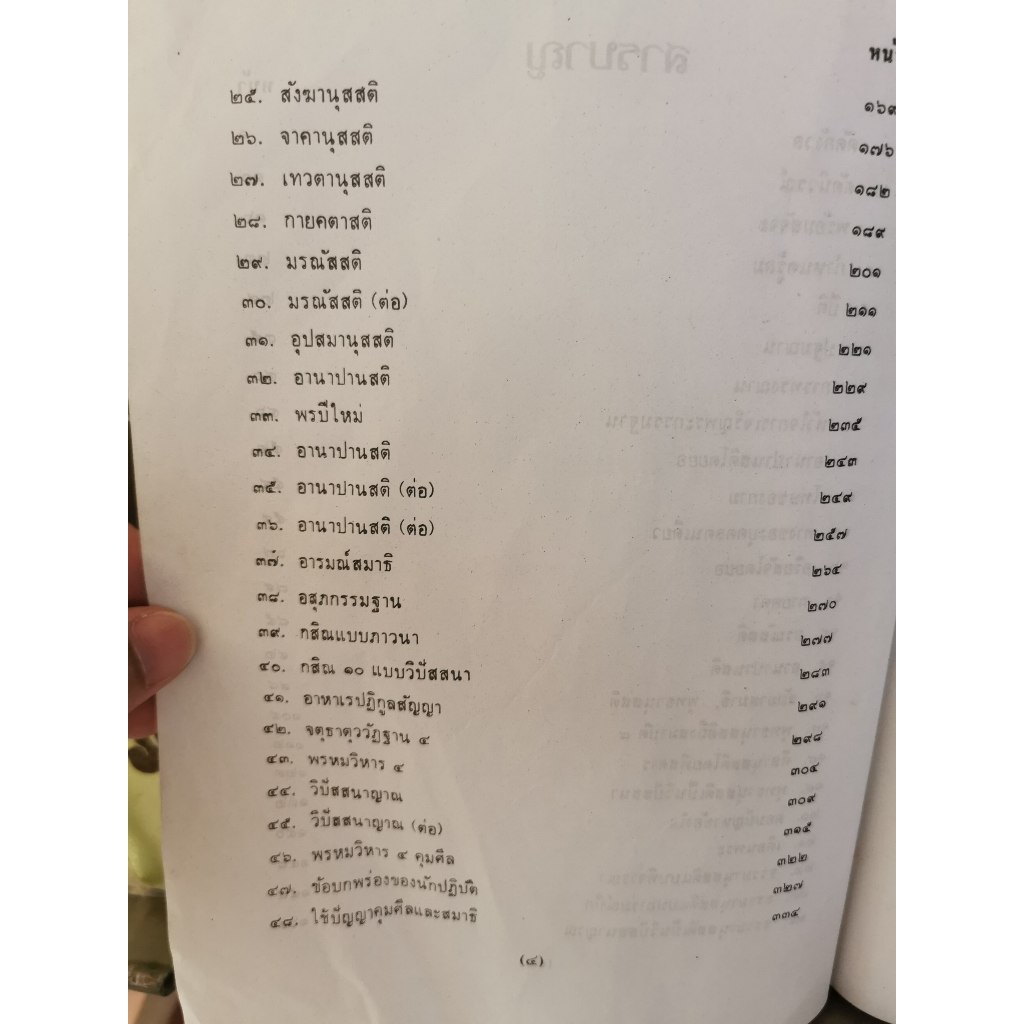 หน้
๒๕. สังฆานุสสติ ๑๖๙
๒๖. จาคานุสสติ ๑๗๖
๒๗. เทวตานุสสติ ๑๘๒
๒๘. กายคตาสติ ๑๘๙
๒๙. มรณัสสติ ๒๐๑
๓๐. มรณัสสติ (ต่อ) ๒๑๑
๓๑. อุปสมานุสสติ ๒๒๑
๓๒. อานาปานสติ ๒๒๙
๓๓. พรปีใหม่ ๒๓๕
๓๔. อานาปานสติ ๒๔๓
๓๕. อานาปานสติ (ต่อ) ๒๔๙
๓๖. อานาปานสติ (ต่อ) ๒๕๗
๓๗. อารมณ์สมาธิ ๒๖๔
๓๘. อสุภกรรมฐาน ๒๗๐
๓๙. กสิณแบบภาวนา ๒๗๗
๔๐. กสิณ ๑๐ แบบวิปัสสนา ๒๘๓
๔๑. อาหาเรปฏิกูลสัญญา ๒๙๑
๔๒. จตุธาตุววัฏฐาน ๔ ๒๙๘
๔๓. พรหมวิหาร ๔ ๓๐๔
๔๔. วิปัสสนาญาณ ๓๐๙
๔๕. วิปัสสนาญาณ (ต่อ) ๓๑๕
๔๖. พรหมวิหาร ๔ คุมศีล ๓๒๒
๔๗. ข้อบกพร่องของนักปฏิบัติ ๓๒๗
๔๘. ใช้ปัญญาคุมศีลและสมาธิ ๓๓๔
(๔)